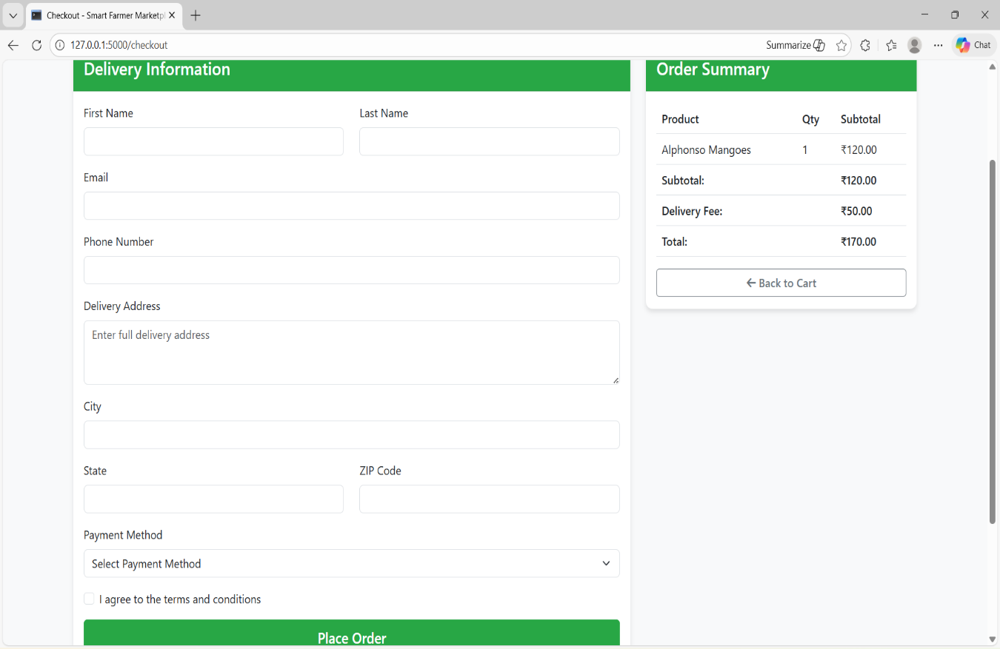 Checkout - Smart Farmer Marketpl
127.0.0.1:5000/checkout
Summarize
Chat
Delivery Information
First Name
Last Name
Email
Phone Number
Delivery Address
Enter full delivery address
City
State
ZIP Code
Payment Method
Select Payment Method
I agree to the terms and conditions
Place Order
Order Summary
Product Qty Subtotal
Alphonso Mangoes 1 ₹120.00
Subtotal: ₹120.00
Delivery Fee: ₹50.00
Total: ₹170.00
← Back to Cart